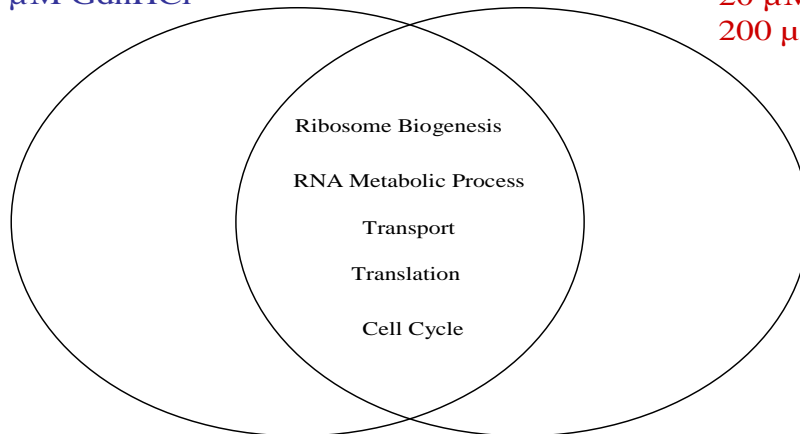 µM GdnHCl
20 µM
200 µ
Ribosome Biogenesis
RNA Metabolic Process
Transport
Translation
Cell Cycle